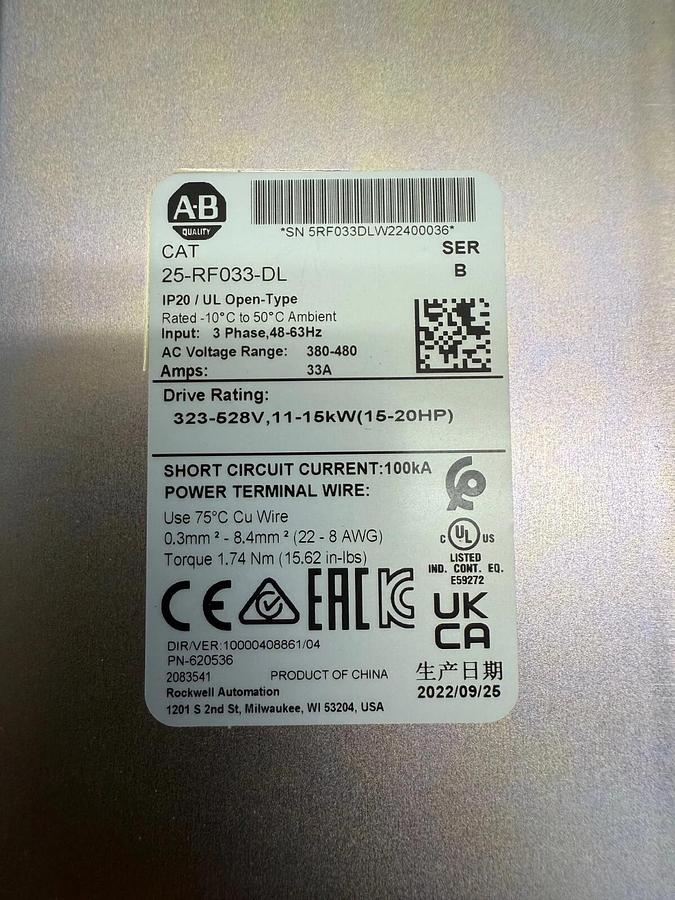 A·B
QUALITY
*SN 5RF033DLW22400036*
CAT
SER
25-RF033-DL
B
IP20 / UL Open-Type
Rated -10°C to 50°C Ambient
Input: 3 Phase,48-63Hz
AC Voltage Range: 380-480
Amps: 33A
Drive Rating:
323-528V,11-15kW(15-20HP)
SHORT CIRCUIT CURRENT:100kA
POWER TERMINAL WIRE:
Use 75°C Cu Wire
0.3mm ² - 8.4mm ² (22 - 8 AWG)
Torque 1.74 Nm (15.62 in-lbs)
C UL US
LISTED
IND. CONT. EQ.
E59272
CE EAC KC
UK
CA
DIR/VER:10000408861/04
PN-620536
2083541 PRODUCT OF CHINA
生产日期
Rockwell Automation
2022/09/25
1201 S 2nd St, Milwaukee, WI 53204, USA